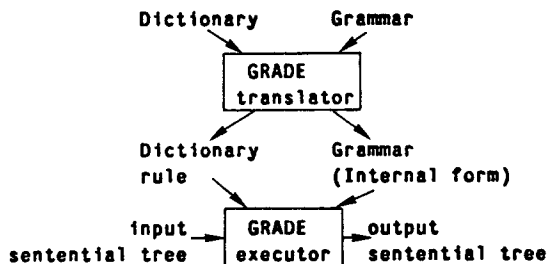 Dictionary Grammar
GRADE
translator
Dictionary Grammar
rule (Internal form)
input GRADE output
sentential tree executor sentential tree